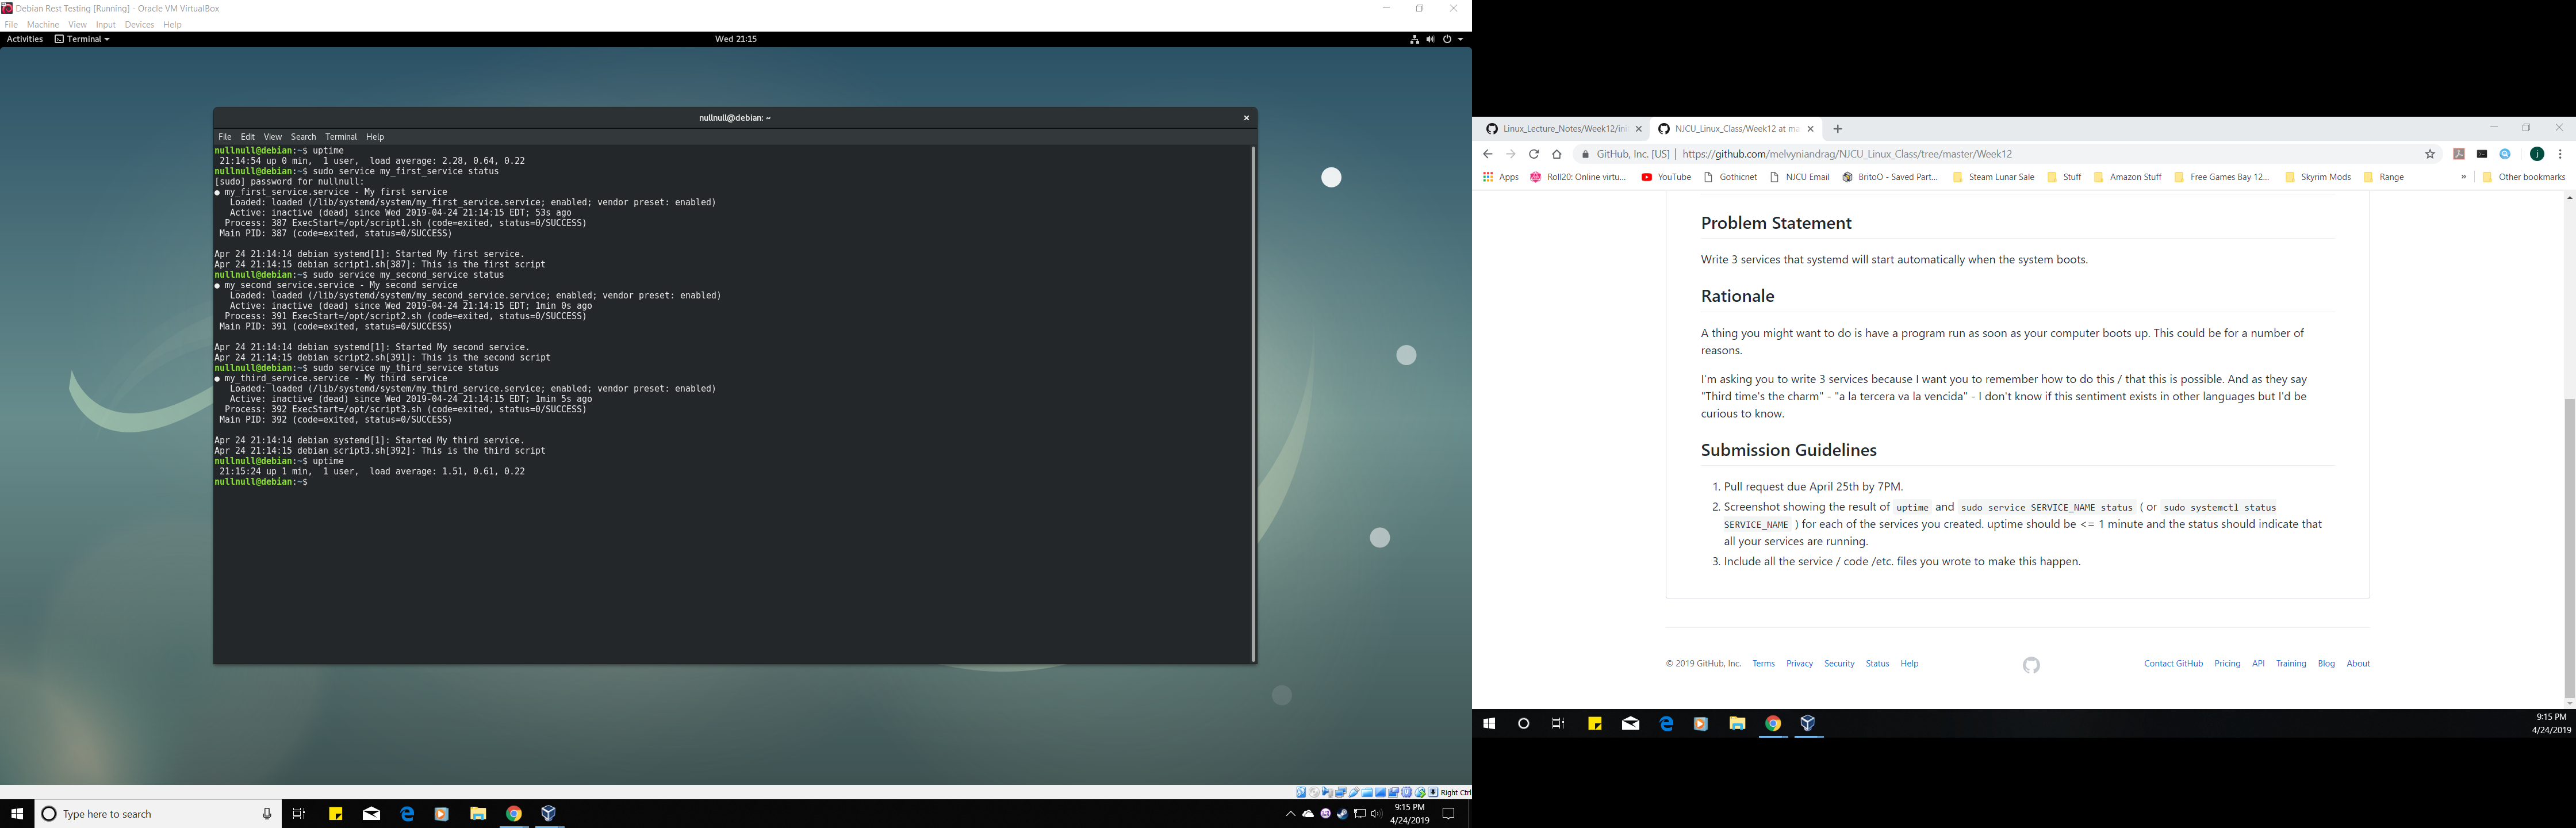 Debian Rest Testing [Running] - Oracle VM VirtualBox
File Machine View Input Devices Help
Activities Terminal Wed 21:15
nullnull@debian: ~
File Edit View Search Terminal Help
nullnull@debian:~$ uptime
21:14:54 up 0 min, 1 user, load average: 2.28, 0.64, 0.22
nullnull@debian:~$ sudo service my_first_service status
[sudo] password for nullnull:
● my_first_service.service - My first service
Loaded: loaded (/lib/systemd/system/my_first_service.service; enabled; vendor preset: enabled)
Active: inactive (dead) since Wed 2019-04-24 21:14:15 EDT; 53s ago
Process: 387 ExecStart=/opt/script1.sh (code=exited, status=0/SUCCESS)
Main PID: 387 (code=exited, status=0/SUCCESS)
Apr 24 21:14:14 debian systemd[1]: Started My first service.
Apr 24 21:14:15 debian script1.sh[387]: This is the first script
nullnull@debian:~$ sudo service my_second_service status
● my_second_service.service - My second service
Loaded: loaded (/lib/systemd/system/my_second_service.service; enabled; vendor preset: enabled)
Active: inactive (dead) since Wed 2019-04-24 21:14:15 EDT; 1min 0s ago
Process: 391 ExecStart=/opt/script2.sh (code=exited, status=0/SUCCESS)
Main PID: 391 (code=exited, status=0/SUCCESS)
Apr 24 21:14:14 debian systemd[1]: Started My second service.
Apr 24 21:14:15 debian script2.sh[391]: This is the second script
nullnull@debian:~$ sudo service my_third_service status
● my_third_service.service - My third service
Loaded: loaded (/lib/systemd/system/my_third_service.service; enabled; vendor preset: enabled)
Active: inactive (dead) since Wed 2019-04-24 21:14:15 EDT; 1min 5s ago
Process: 392 ExecStart=/opt/script3.sh (code=exited, status=0/SUCCESS)
Main PID: 392 (code=exited, status=0/SUCCESS)
Apr 24 21:14:14 debian systemd[1]: Started My third service.
Apr 24 21:14:15 debian script3.sh[392]: This is the third script
nullnull@debian:~$ uptime
21:15:24 up 1 min, 1 user, load average: 1.51, 0.61, 0.22
nullnull@debian:~$
Right Ctrl
Type here to search
9:15 PM
4/24/2019
Linux_Lecture_Notes/Week12/ini NJCU_Linux_Class/Week12 at ma
GitHub, Inc. [US] | https://github.com/melvyniandrag/NJCU_Linux_Class/tree/master/Week12
Apps Roll20: Online virtu... YouTube Gothicnet NJCU Email BritoO - Saved Part... Steam Lunar Sale Stuff Amazon Stuff Free Games Bay 12... Skyrim Mods Range » Other bookmarks
Problem Statement
Write 3 services that systemd will start automatically when the system boots.
Rationale
A thing you might want to do is have a program run as soon as your computer boots up. This could be for a number of
reasons.
I'm asking you to write 3 services because I want you to remember how to do this / that this is possible. And as they say
"Third time's the charm" - "a la tercera va la vencida" - I don't know if this sentiment exists in other languages but I'd be
curious to know.
Submission Guidelines
1. Pull request due April 25th by 7PM.
2. Screenshot showing the result of uptime and sudo service SERVICE_NAME status ( or sudo systemctl status
SERVICE_NAME ) for each of the services you created. uptime should be <= 1 minute and the status should indicate that
all your services are running.
3. Include all the service / code /etc. files you wrote to make this happen.
© 2019 GitHub, Inc. Terms Privacy Security Status Help Contact GitHub Pricing API Training Blog About
9:15 PM
4/24/2019